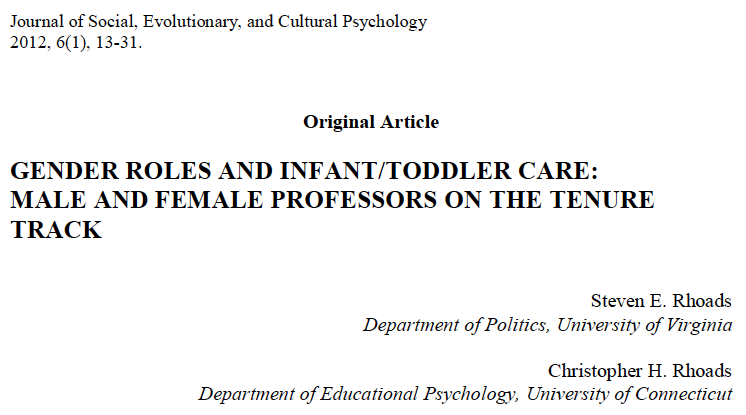 Journal of Social, Evolutionary, and Cultural Psychology
2012, 6(1), 13-31.
Original Article
GENDER ROLES AND INFANT/TODDLER CARE:
MALE AND FEMALE PROFESSORS ON THE TENURE
TRACK
Steven E. Rhoads
Department of Politics, University of Virginia
Christopher H. Rhoads
Department of Educational Psychology, University of Connecticut